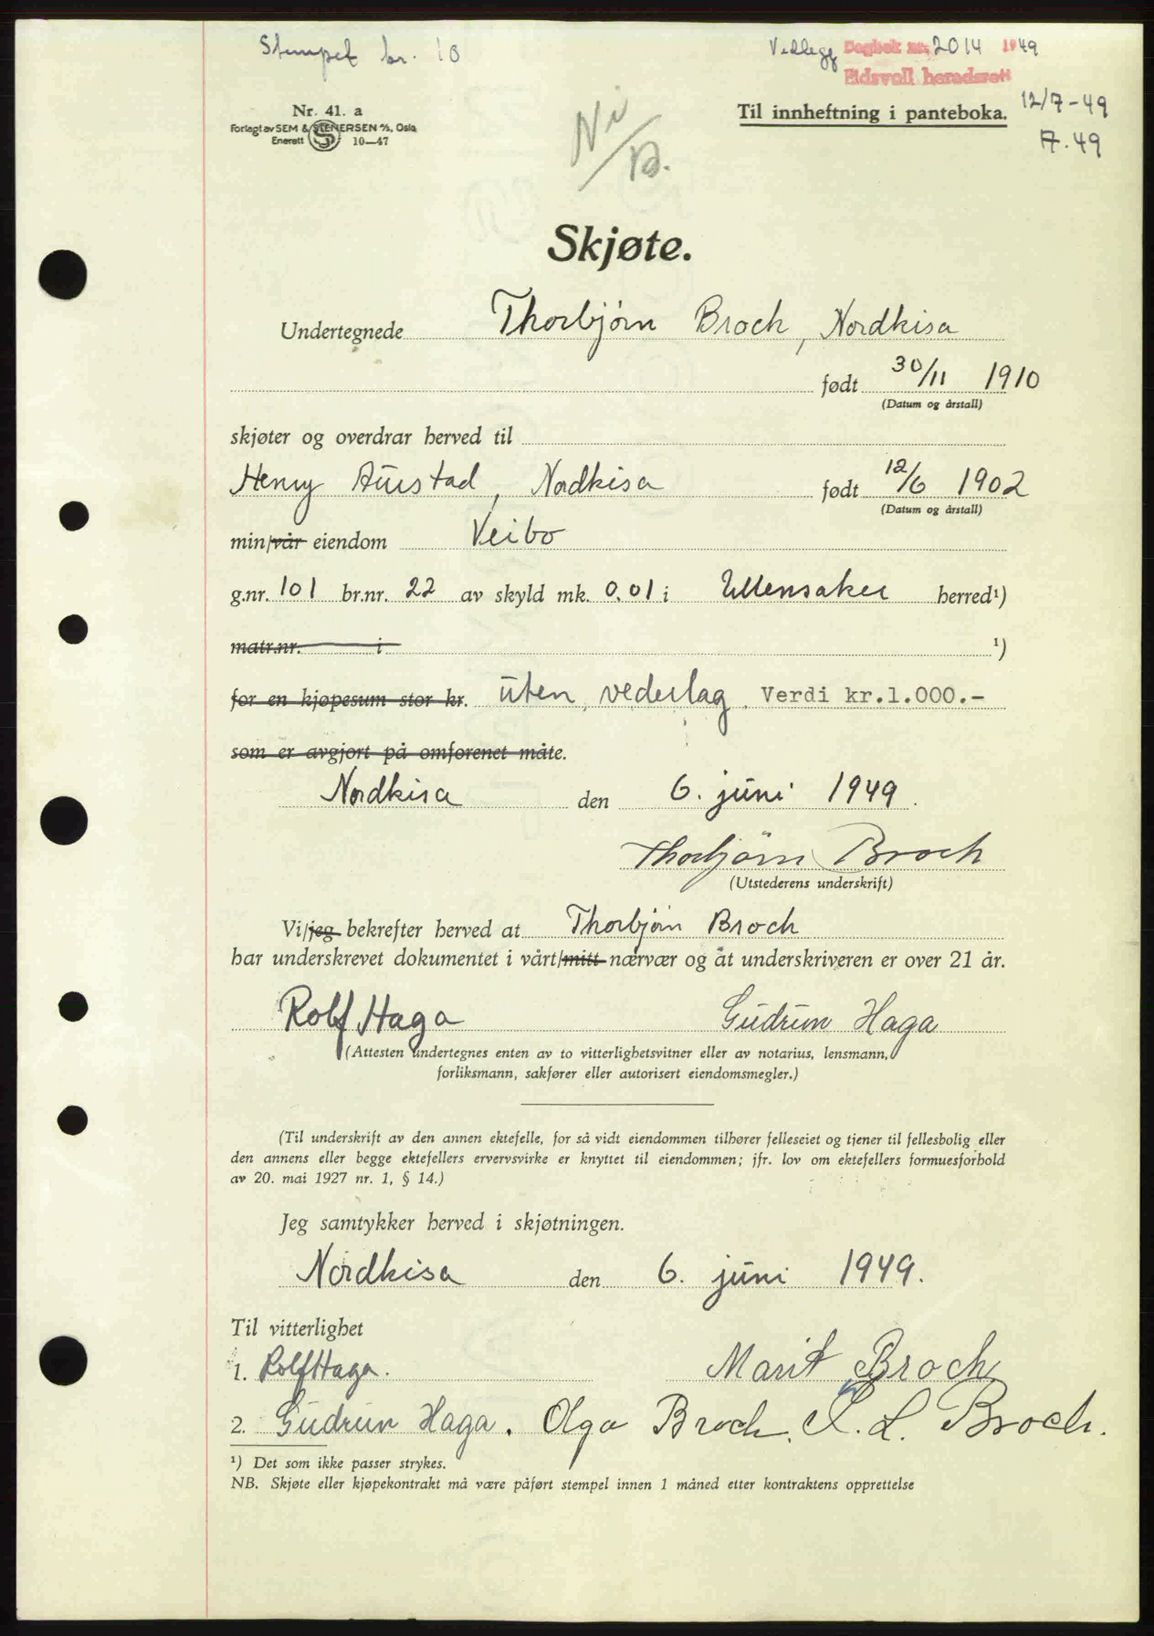 Stempel kr. 10
Vedlegg Dagbok nr. 2014 1949
Eidsvoll heredsrett
12/7-49
A.49
Nr. 41. a
Forlagt av SEM & STENERSEN A/S, Oslo
Enerett 10—47
Til innheftning i panteboka.
Skjøte.
Undertegnede Thorbjørn Broch, Nordkisa
født 30/11 1910
(Datum og årstall)
skjøter og overdrar herved til
Henry Aurstad, Nordkisa født 12/6 1902
(Datum og årstall)
min/vår eiendom Veibo
g.nr. 101 br.nr. 22 av skyld mk. 0,01 i Ullensaker herred¹)
matr.nr. i ¹)
for en kjøpesum stor kr. uten vederlag. Verdi kr.1.000.-
som er avgjort på omforenet måte.
Nordkisa den 6. juni 1949.
Thorbjørn Broch
(Utstederens underskrift)
Vi/jeg bekrefter herved at Thorbjørn Broch
har underskrevet dokumentet i vårt/mitt nærvær og at underskriveren er over 21 år.
Rolf Haga Gudrun Haga
(Attesten undertegnes enten av to vitterlighetsvitner eller av notarius, lensmann,
forliksmann, sakfører eller autorisert eiendomsmegler.)
(Til underskrift av den annen ektefelle, for så vidt eiendommen tilhører felleseiet og tjener til fellesbolig eller
den annens eller begge ektefellers ervervsvirke er knyttet til eiendommen; jfr. lov om ektefellers formuesforhold
av 20. mai 1927 nr. 1, § 14.)
Jeg samtykker herved i skjøtningen.
Nordkisa den 6. juni 1949.
Til vitterlighet
1. Rolf Haga. Marit Broch
2. Gudrun Haga. Olga Broch. L. Broch.
¹) Det som ikke passer strykes.
NB. Skjøte eller kjøpekontrakt må være påført stempel innen 1 måned etter kontraktens opprettelse